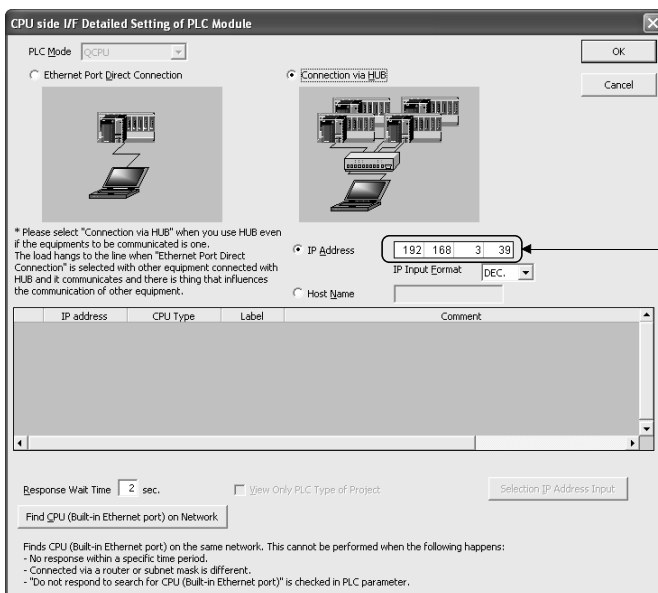 CPU side I/F Detailed Setting of PLC Module
PLC Mode QCPU
OK
Ethernet Port Direct Connection
Connection via HUB
Cancel
* Please select "Connection via HUB" when you use HUB even
if the equipments to be communicated is one.
The load hangs to the line when "Ethernet Port Direct
Connection" is selected with other equipment connected with
HUB and it communicates and there is thing that influences
the communication of other equipment.
IP Address 192 168 3 39
IP Input Format DEC.
Host Name
IP address CPU Type Label Comment
Response Wait Time 2 sec.
View Only PLC Type of Project
Selection IP Address Input
Find CPU (Built-in Ethernet port) on Network
Finds CPU (Built-in Ethernet port) on the same network. This cannot be performed when the following happens:
- No response within a specific time period.
- Connected via a router or subnet mask is different.
- "Do not respond to search for CPU (Built-in Ethernet port)" is checked in PLC parameter.